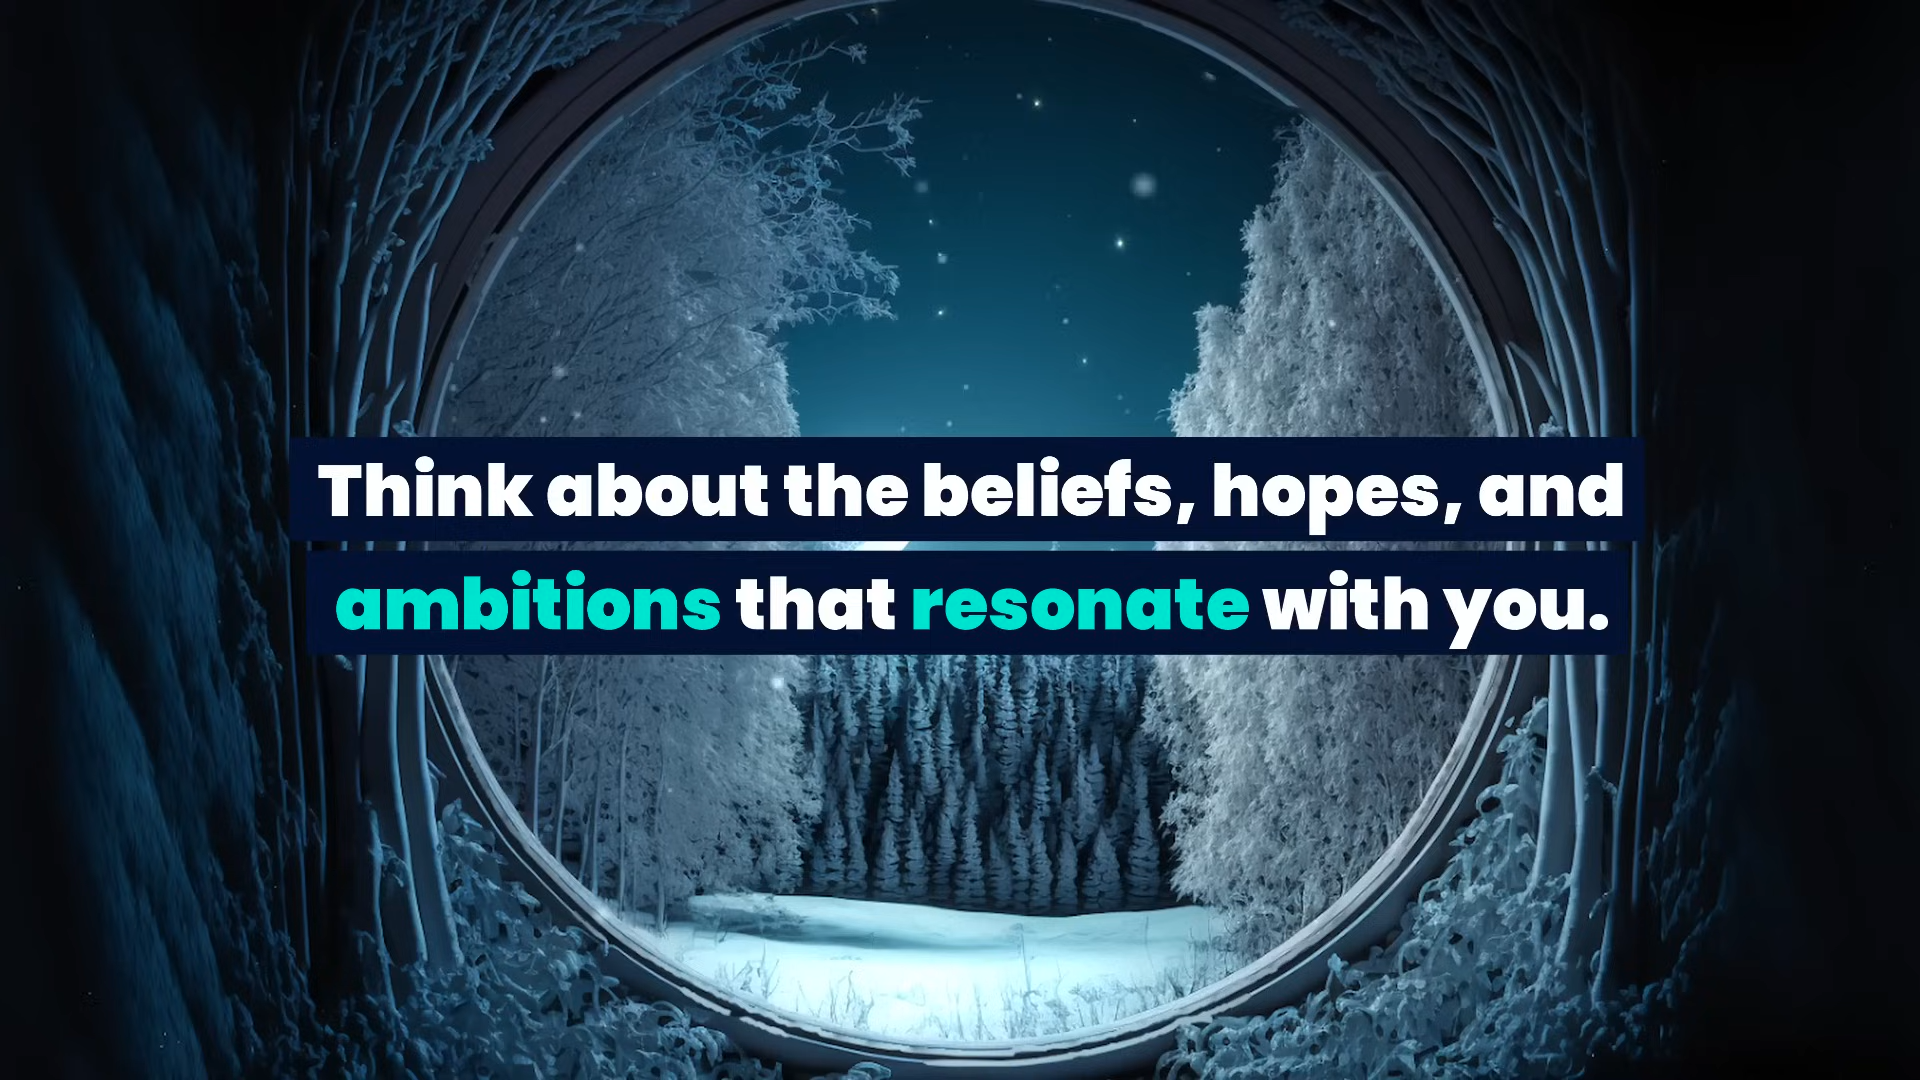 Think about the beliefs, hopes, and
ambitions that resonate with you.